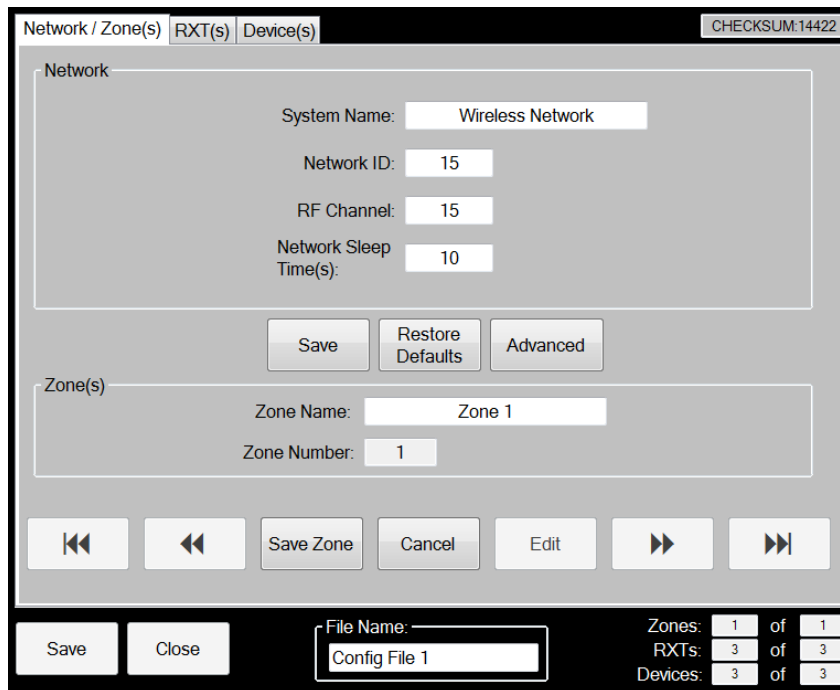 Network / Zone(s) RXT(s) Device(s) CHECKSUM:14422
Network
System Name: Wireless Network
Network ID: 15
RF Channel: 15
Network Sleep
Time(s): 10
Save Restore Defaults Advanced
Zone(s)
Zone Name: Zone 1
Zone Number: 1
Save Zone Cancel Edit
Save Close
File Name:
Config File 1
Zones: 1 of 1
RXTs: 3 of 3
Devices: 3 of 3